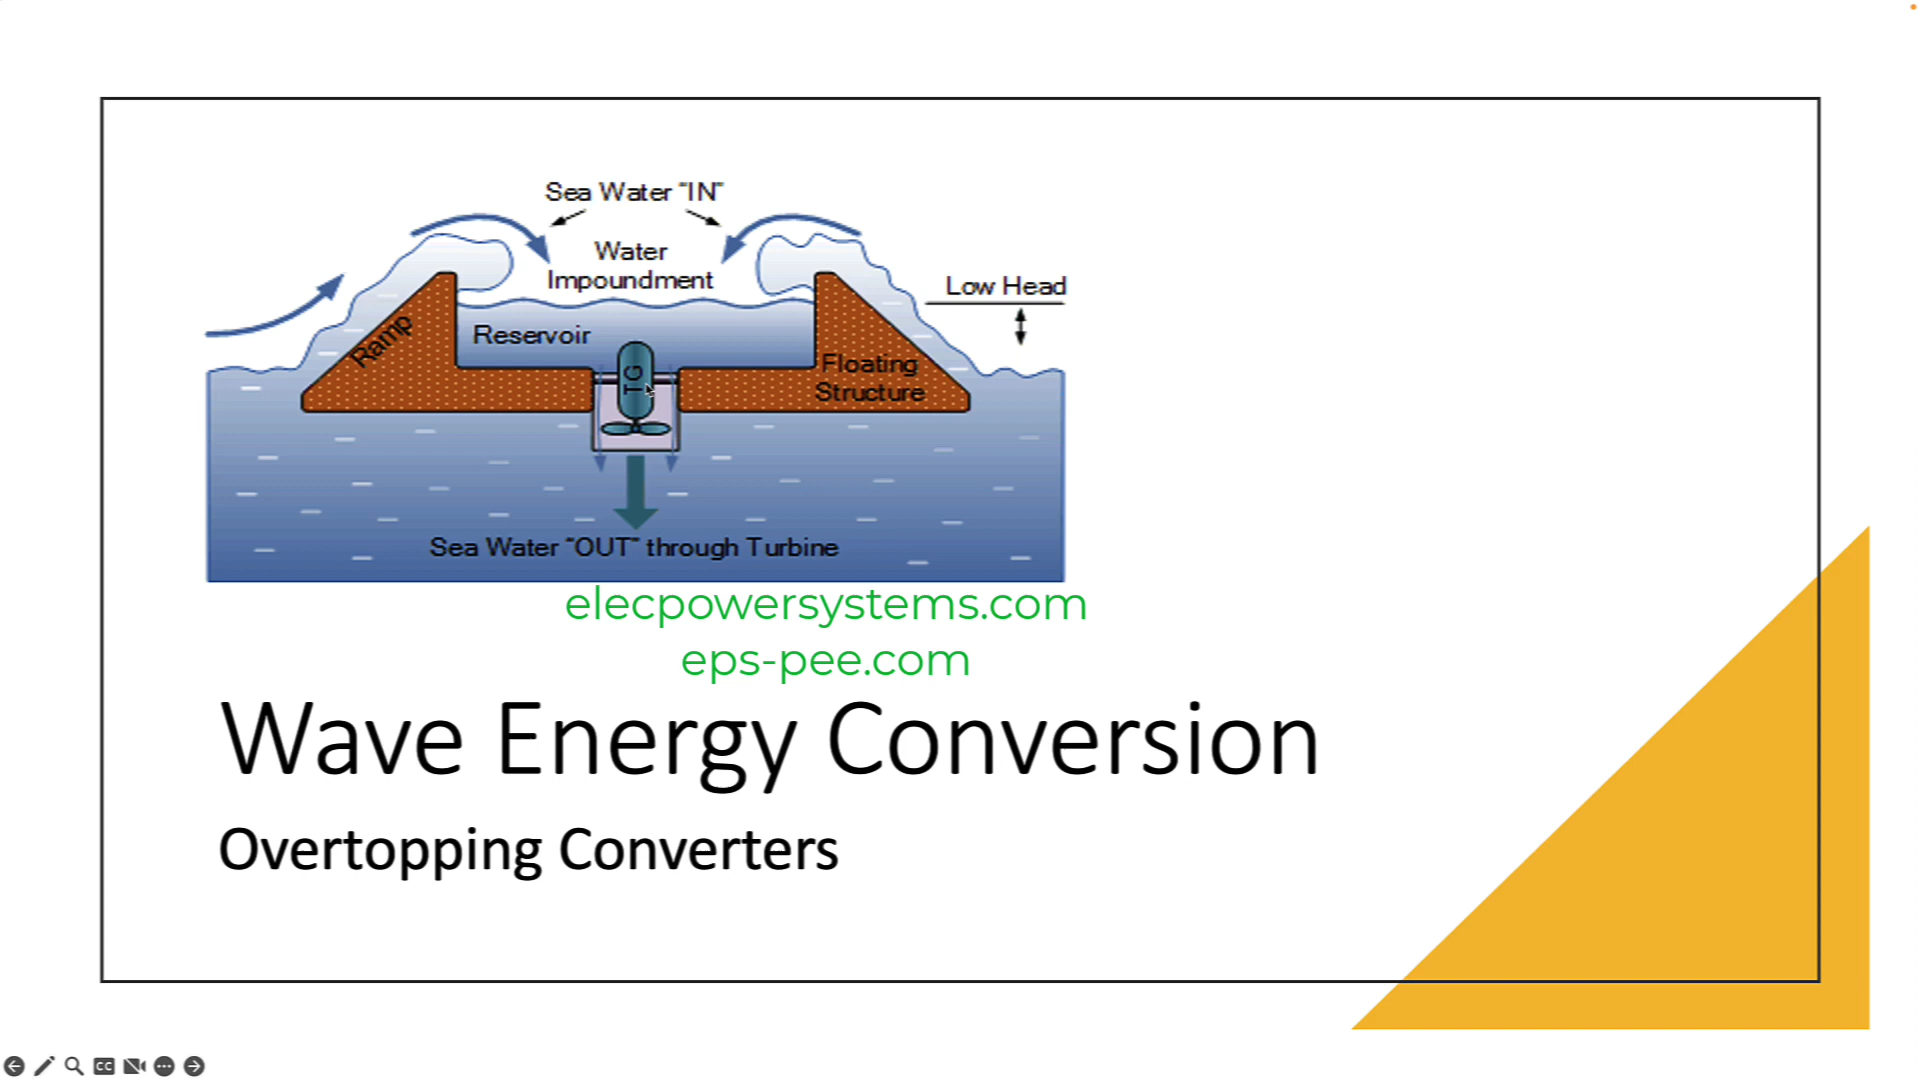 Sea Water "IN"
Water
Impoundment
Low Head
Ramp
Reservoir
TG
Floating
Structure
Sea Water "OUT" through Turbine
elecpowersystems.com
eps-pee.com
Wave Energy Conversion
Overtopping Converters
CC